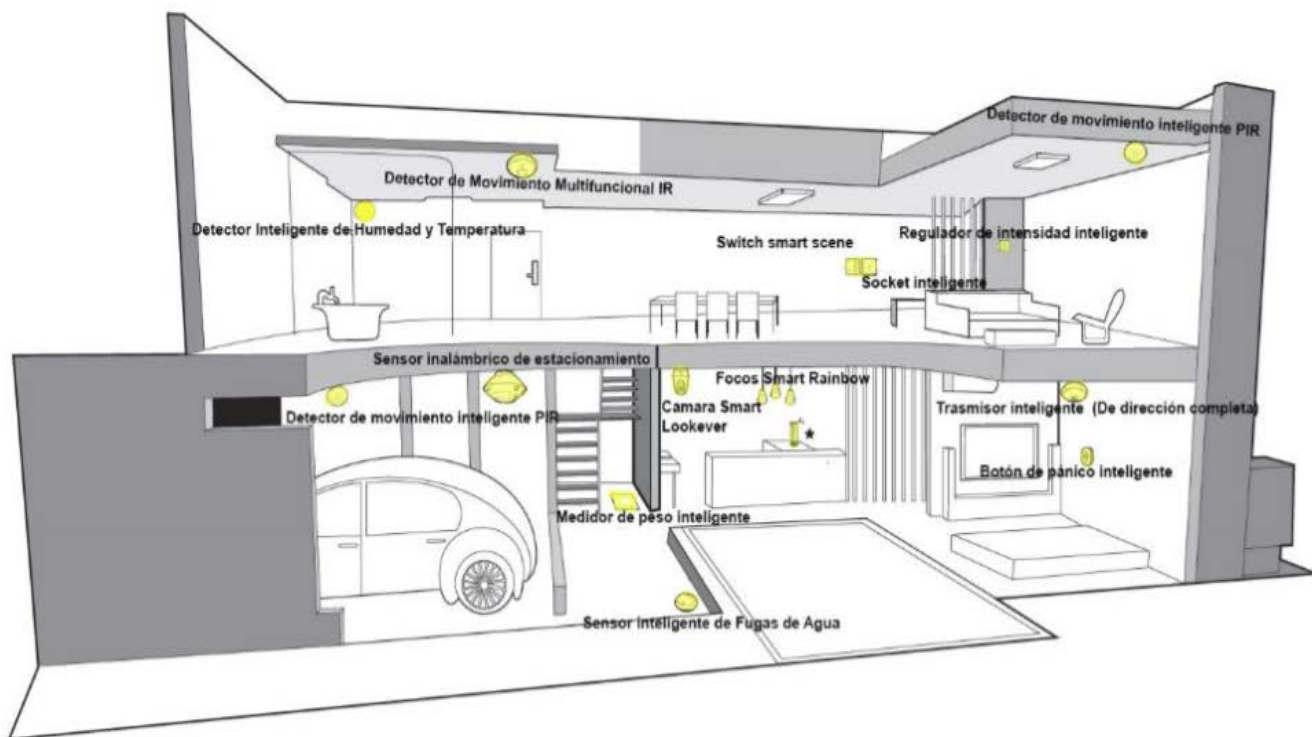 Detector de movimiento inteligente PIR
Detector de Movimiento Multifuncional IR
Detector Inteligente de Humedad y Temperatura
Switch smart scene
Regulador de intensidad inteligente
Socket inteligente
Sensor inalámbrico de estacionamiento
Focos Smart Rainbow
Detector de movimiento inteligente PIR
Camara Smart
Lookever
Trasmisor inteligente (De dirección completa)
Botón de pánico inteligente
Medidor de peso inteligente
Sensor Inteligente de Fugas de Agua